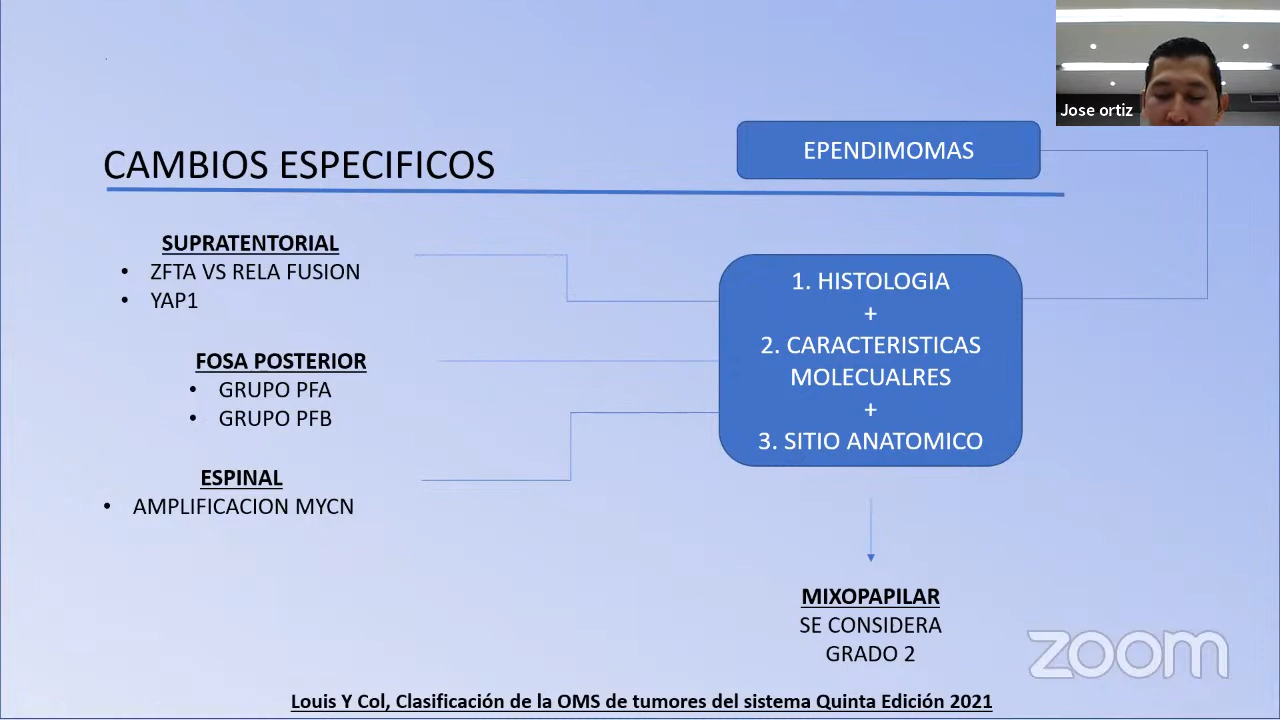 Jose ortiz
CAMBIOS ESPECIFICOS
EPENDIMOMAS
SUPRATENTORIAL
• ZFTA VS RELA FUSION
• YAP1
FOSA POSTERIOR
• GRUPO PFA
• GRUPO PFB
ESPINAL
• AMPLIFICACION MYCN
1. HISTOLOGIA
+
2. CARACTERISTICAS
MOLECUALRES
+
3. SITIO ANATOMICO
MIXOPAPILAR
SE CONSIDERA
GRADO 2
zoom
Louis Y Col, Clasificación de la OMS de tumores del sistema Quinta Edición 2021